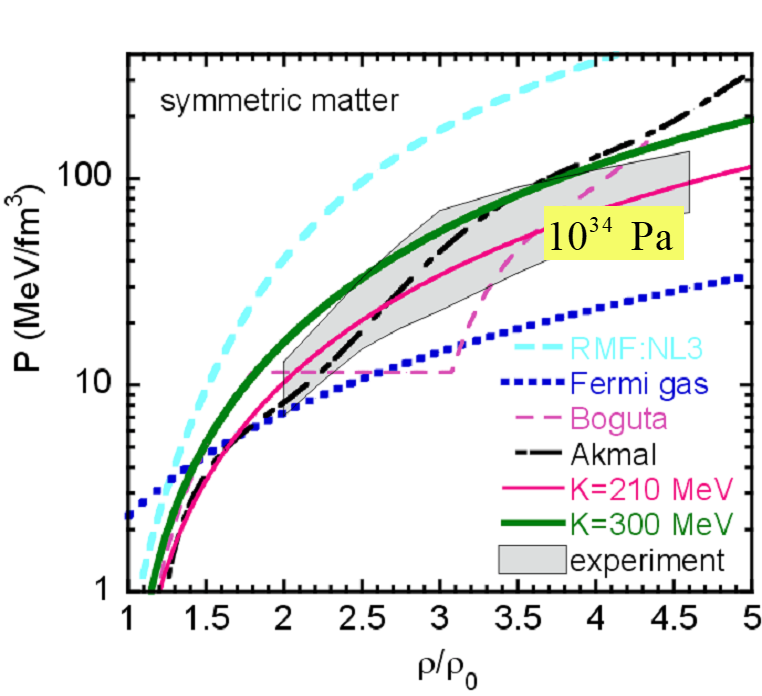 symmetric matter
P (MeV/fm³)
100
10
1
10³⁴ Pa
RMF:NL3
Fermi gas
Boguta
Akmal
K=210 MeV
K=300 MeV
experiment
1 1.5 2 2.5 3 3.5 4 4.5 5
ρ/ρ₀